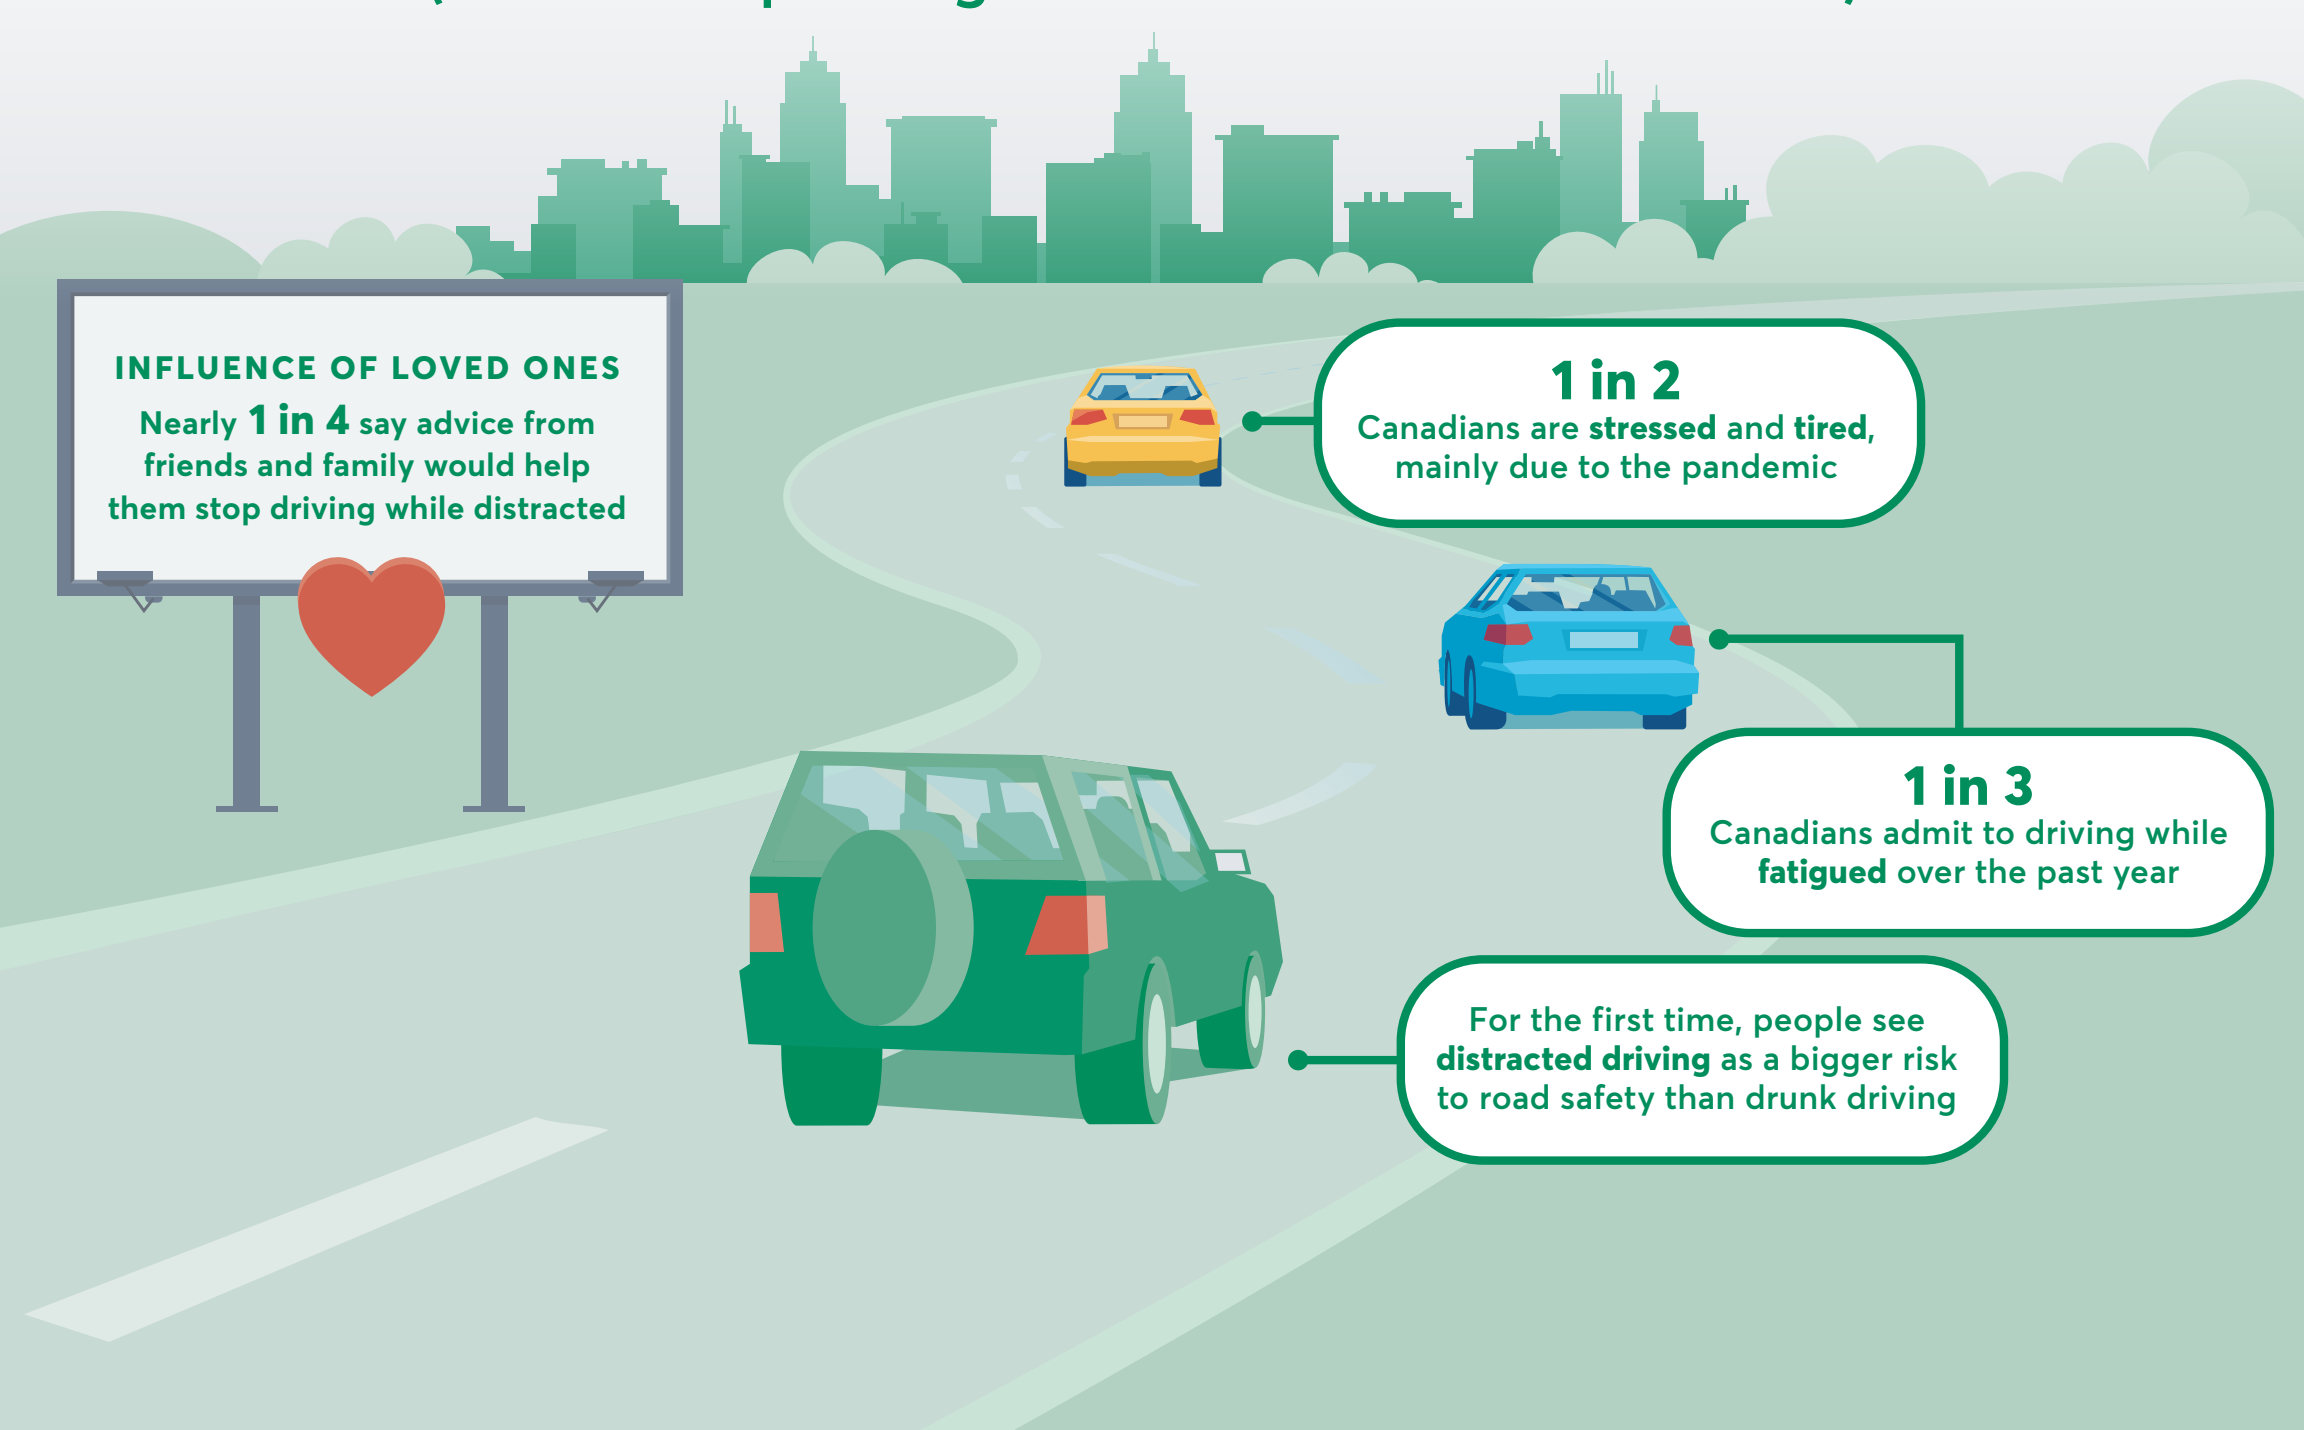 INFLUENCE OF LOVED ONES
Nearly 1 in 4 say advice from
friends and family would help
them stop driving while distracted
1 in 2
Canadians are stressed and tired,
mainly due to the pandemic
1 in 3
Canadians admit to driving while
fatigued over the past year
For the first time, people see
distracted driving as a bigger risk
to road safety than drunk driving